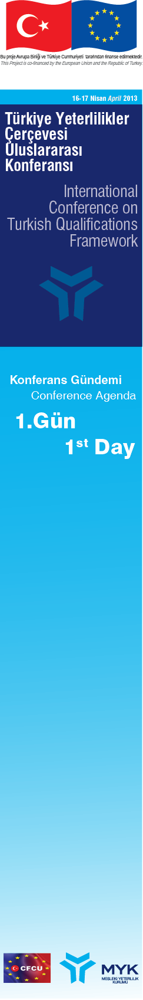 Bu proje Avrupa Birliği ve Türkiye Cumhuriyeti tarafından finanse edilmektedir.
This Project is co-financed by the European Union and the Republic of Turkey.
16-17 Nisan April 2013
Türkiye Yeterlilikler
Çerçevesi
Uluslararası
Konferansı
International
Conference on
Turkish Qualifications
Framework
Konferans Gündemi
Conference Agenda
1.Gün
1st Day
CFCU
MYK
MESLEKİ YETERLİLİK
KURUMU